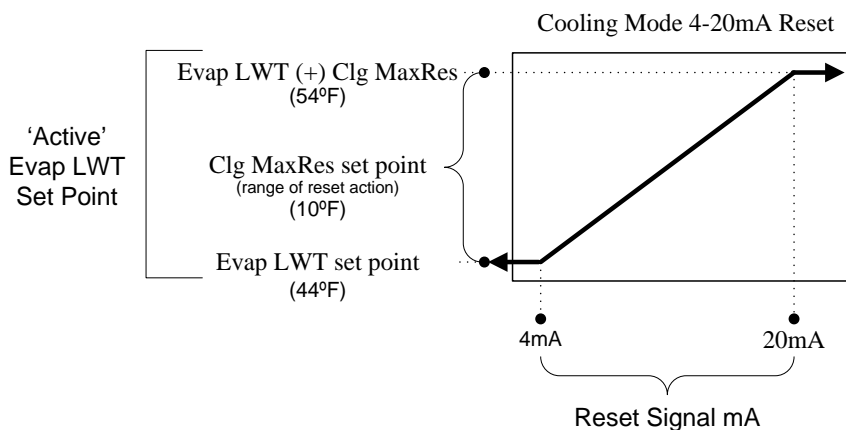 Cooling Mode 4-20mA Reset
Evap LWT (+) Clg MaxRes
(54ºF)
‘Active’
Evap LWT
Set Point
Clg MaxRes set point
(range of reset action)
(10ºF)
Evap LWT set point
(44ºF)
4mA
20mA
Reset Signal mA